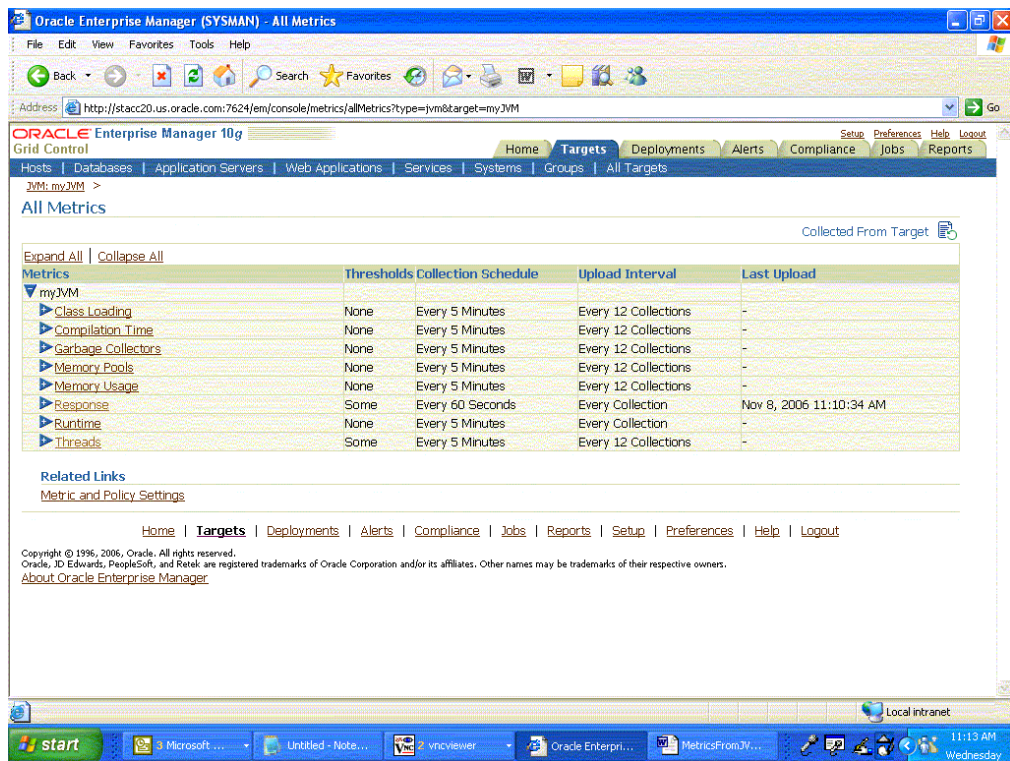 Oracle Enterprise Manager (SYSMAN) - All Metrics
File Edit View Favorites Tools Help
Back Search Favorites
Address http://stacc20.us.oracle.com:7624/em/console/metrics/allMetrics?type=jvm&target=myJVM Go
ORACLE Enterprise Manager 10g
Setup Preferences Help Logout
Grid Control
Home Targets Deployments Alerts Compliance Jobs Reports
Hosts | Databases | Application Servers | Web Applications | Services | Systems | Groups | All Targets
JVM: myJVM >
All Metrics
Collected From Target
Expand All | Collapse All
Metrics Thresholds Collection Schedule Upload Interval Last Upload
myJVM
Class Loading None Every 5 Minutes Every 12 Collections -
Compilation Time None Every 5 Minutes Every 12 Collections -
Garbage Collectors None Every 5 Minutes Every 12 Collections -
Memory Pools None Every 5 Minutes Every 12 Collections -
Memory Usage None Every 5 Minutes Every 12 Collections -
Response Some Every 60 Seconds Every Collection Nov 8, 2006 11:10:34 AM
Runtime None Every 5 Minutes Every Collection -
Threads Some Every 5 Minutes Every 12 Collections -
Related Links
Metric and Policy Settings
Home | Targets | Deployments | Alerts | Compliance | Jobs | Reports | Setup | Preferences | Help | Logout
Copyright © 1996, 2006, Oracle. All rights reserved.
Oracle, JD Edwards, PeopleSoft, and Retek are registered trademarks of Oracle Corporation and/or its affiliates. Other names may be trademarks of their respective owners.
About Oracle Enterprise Manager
Local intranet
start 3 Microsoft ... Untitled - Note... 2 vncviewer Oracle Enterpri... MetricsFromJV... 11:13 AM
Wednesday